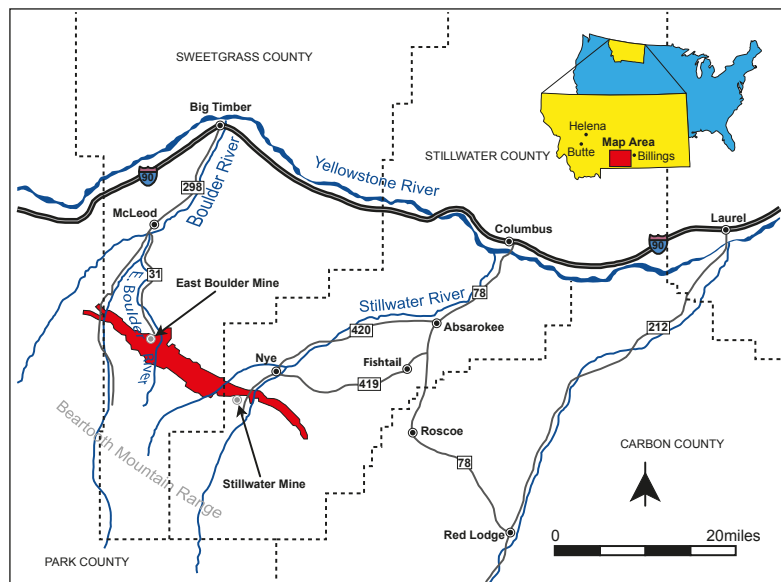 SWEETGRASS COUNTY
Big Timber
Helena
Butte
Map Area
Billings
STILLWATER COUNTY
90
298
Boulder River
Yellowstone River
McLeod
Columbus
90
Laurel
31
East Boulder Mine
E. Boulder River
Stillwater River
78
420
Absarokee
212
Nye
Fishtail
419
Beartooth Mountain Range
Roscoe
CARBON COUNTY
78
Stillwater Mine
Red Lodge
0
20miles
PARK COUNTY